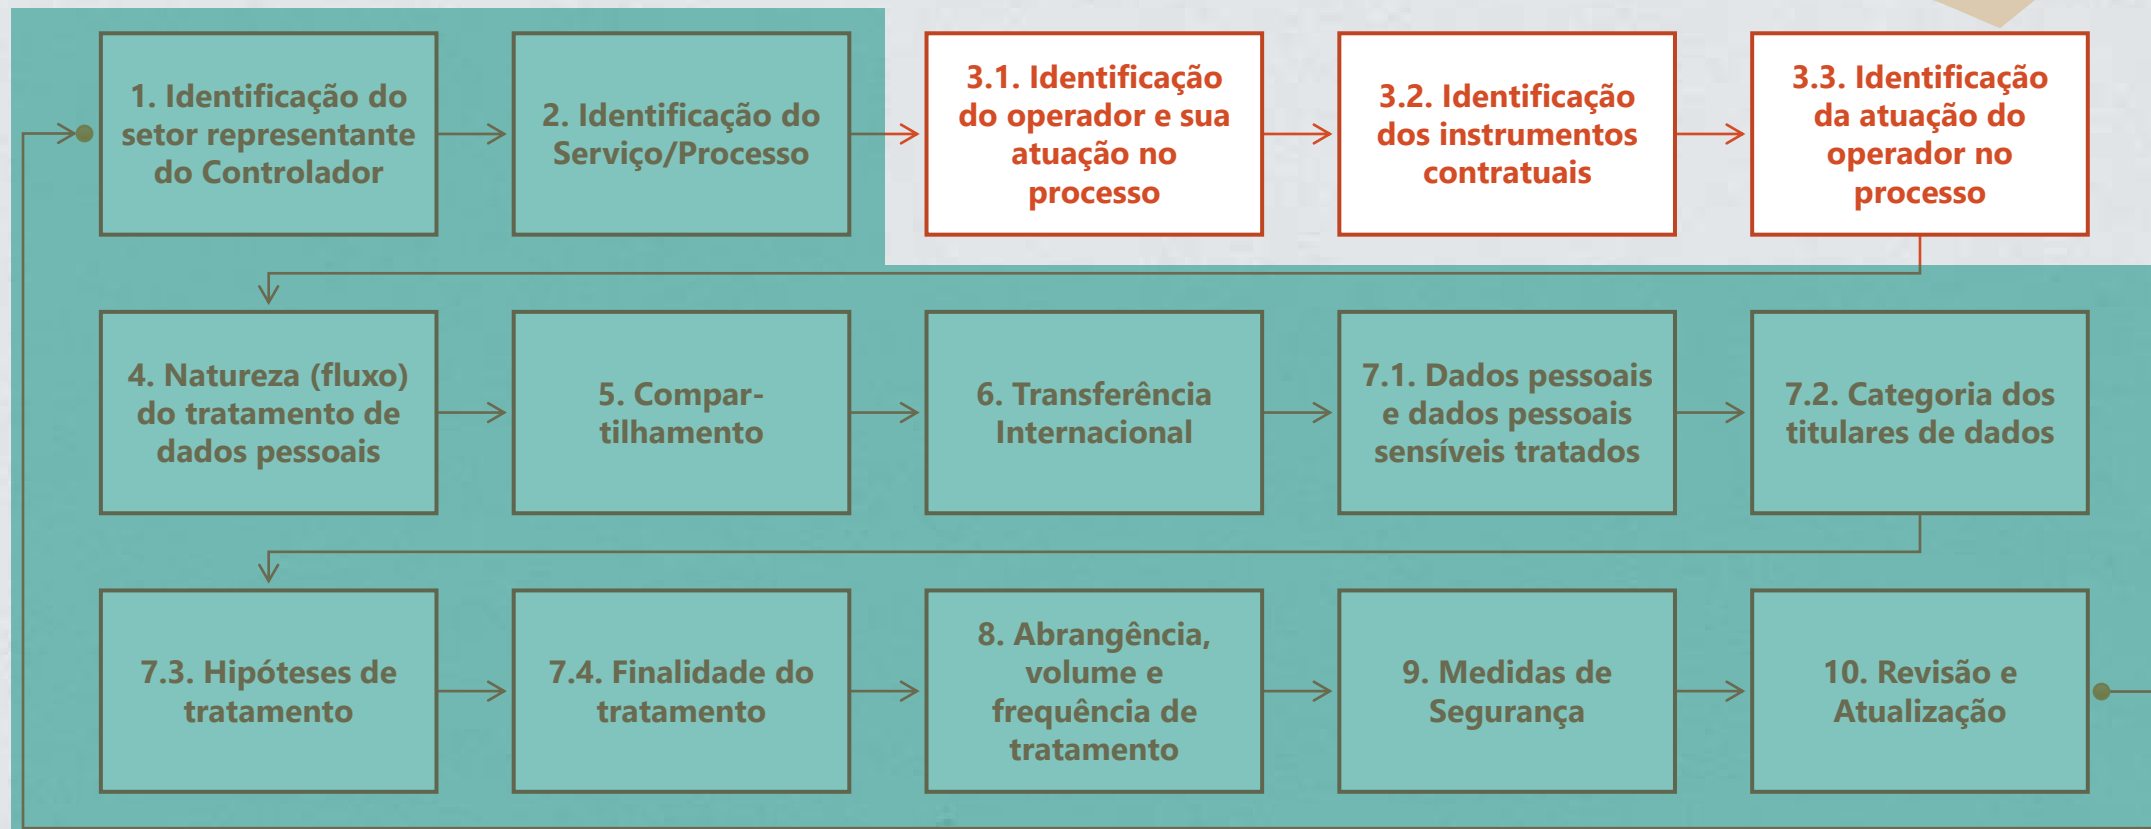 1. Identificação do
setor representante
do Controlador
2. Identificação do
Serviço/Processo
3.1. Identificação
do operador e sua
atuação no
processo
3.2. Identificação
dos instrumentos
contratuais
3.3. Identificação
da atuação do
operador no
processo
4. Natureza (fluxo)
do tratamento de
dados pessoais
5. Compar-
tilhamento
6. Transferência
Internacional
7.1. Dados pessoais
e dados pessoais
sensíveis tratados
7.2. Categoria dos
titulares de dados
7.3. Hipóteses de
tratamento
7.4. Finalidade do
tratamento
8. Abrangência,
volume e
frequência de
tratamento
9. Medidas de
Segurança
10. Revisão e
Atualização